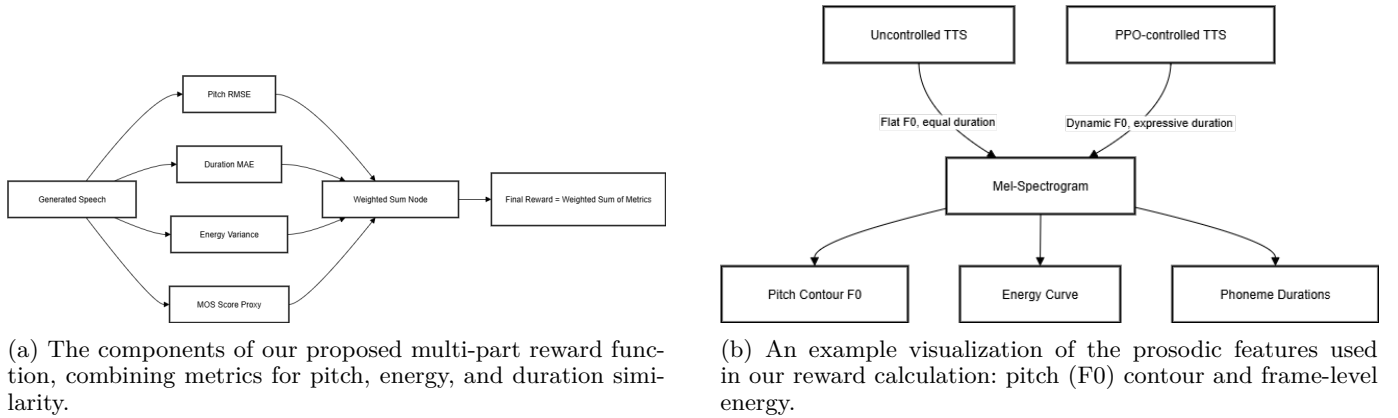 Pitch RMSE
Duration MAE
Generated Speech
Weighted Sum Node
Final Reward = Weighted Sum of Metrics
Energy Variance
MOS Score Proxy
(a) The components of our proposed multi-part reward func-
tion, combining metrics for pitch, energy, and duration simi-
larity.
Uncontrolled TTS
PPO-controlled TTS
Flat F0, equal duration
Dynamic F0, expressive duration
Mel-Spectrogram
Pitch Contour F0
Energy Curve
Phoneme Durations
(b) An example visualization of the prosodic features used
in our reward calculation: pitch (F0) contour and frame-level
energy.